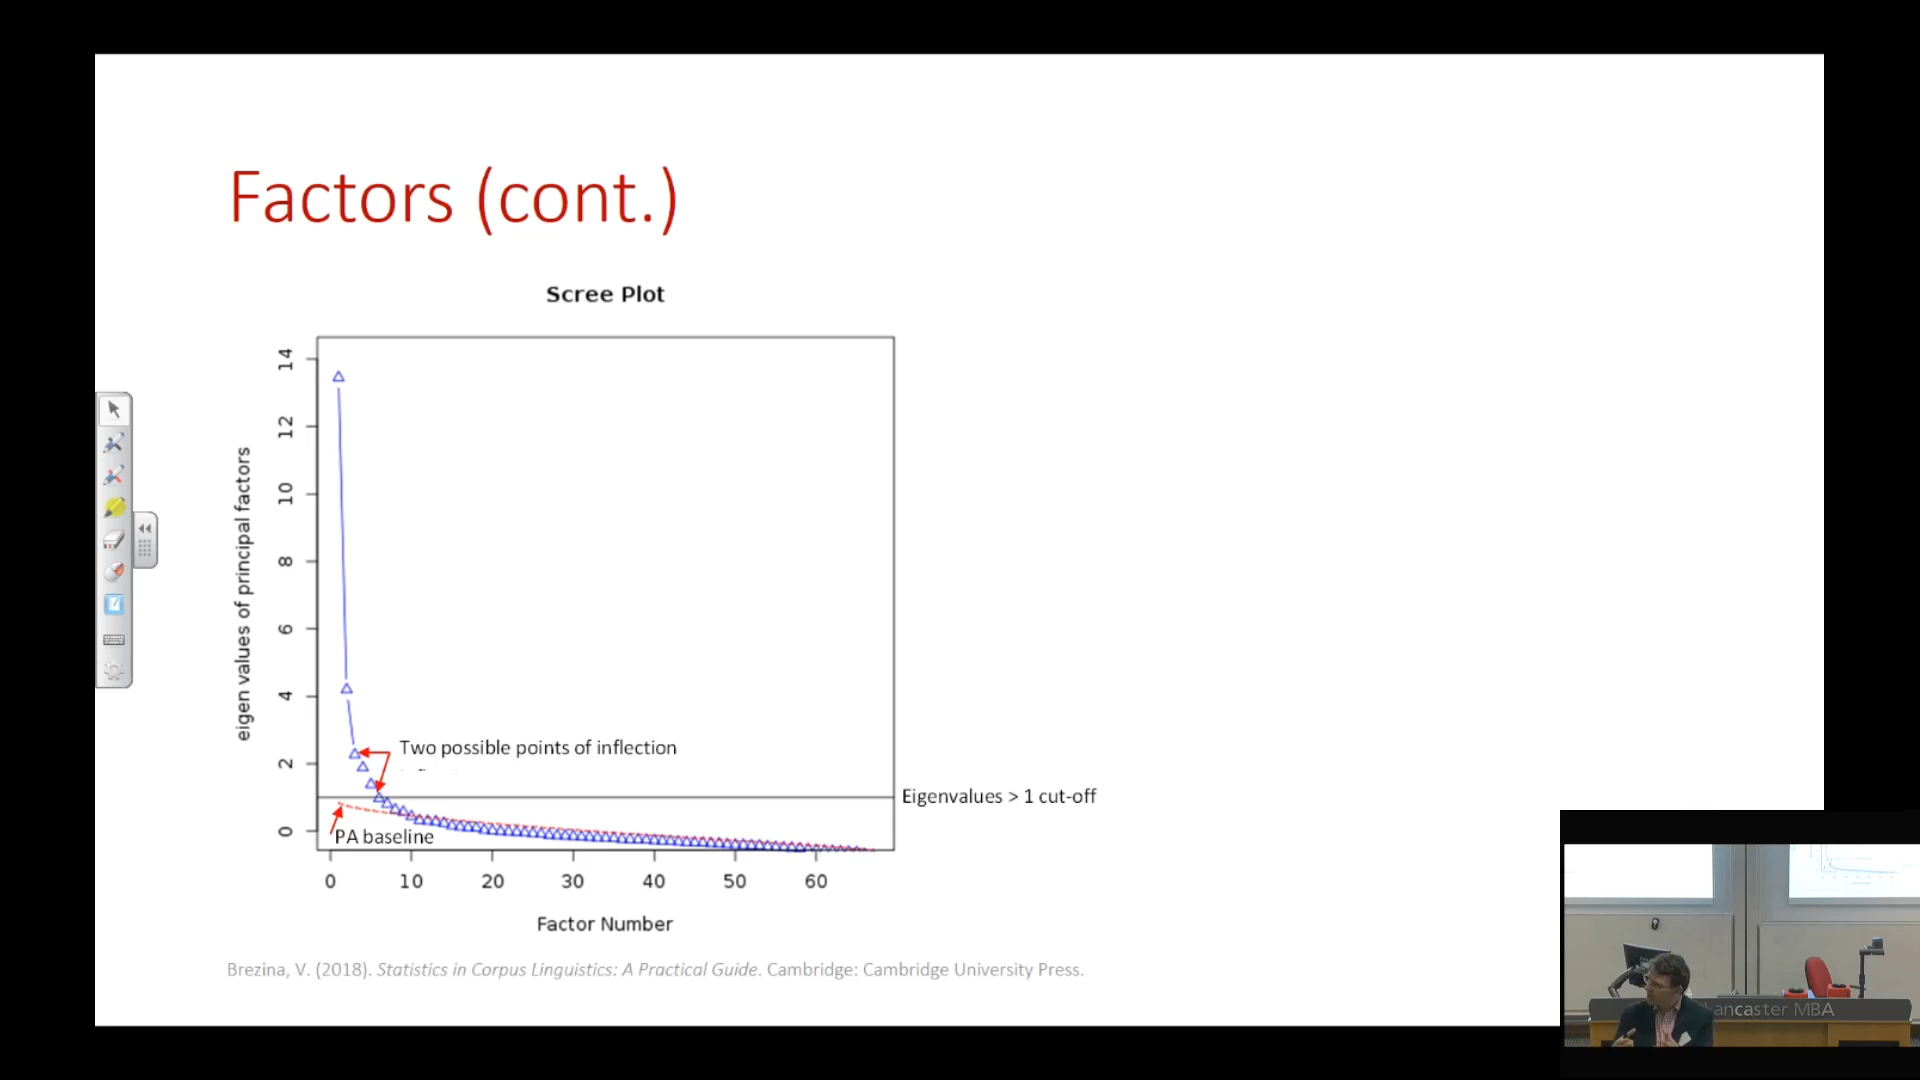 Factors (cont.)
Scree Plot
eigen values of principal factors
14
12
10
8
6
4
2
0
Two possible points of inflection
Eigenvalues > 1 cut-off
PA baseline
0 10 20 30 40 50 60
Factor Number
Brezina, V. (2018). Statistics in Corpus Linguistics: A Practical Guide. Cambridge: Cambridge University Press.
ancaster MBA